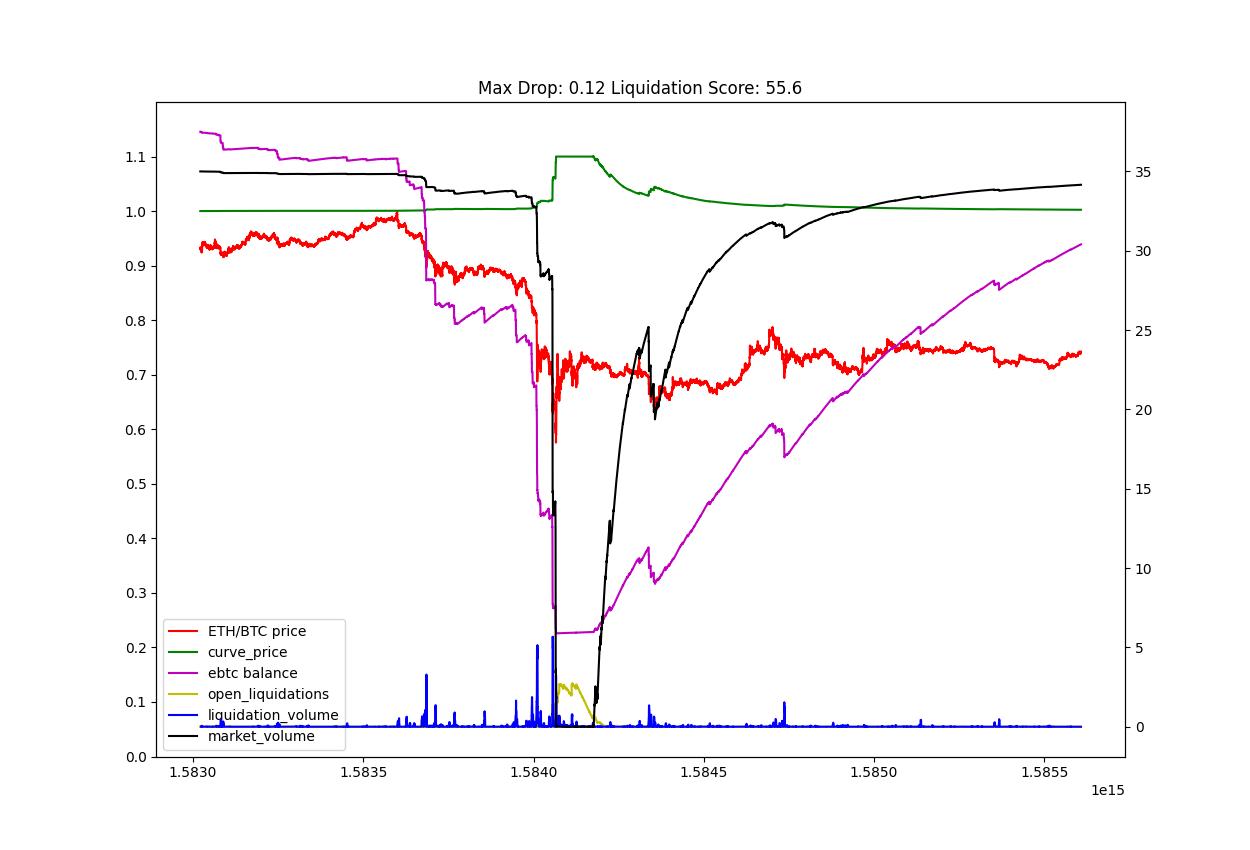 Max Drop: 0.12 Liquidation Score: 55.6
1.1
1.0
0.9
0.8
0.7
0.6
0.5
0.4
0.3
0.2
0.1
0.0
35
30
25
20
15
10
5
0
ETH/BTC price
curve_price
ebtc balance
open_liquidations
liquidation_volume
market_volume
1.5830 1.5835 1.5840 1.5845 1.5850 1.5855
1e15